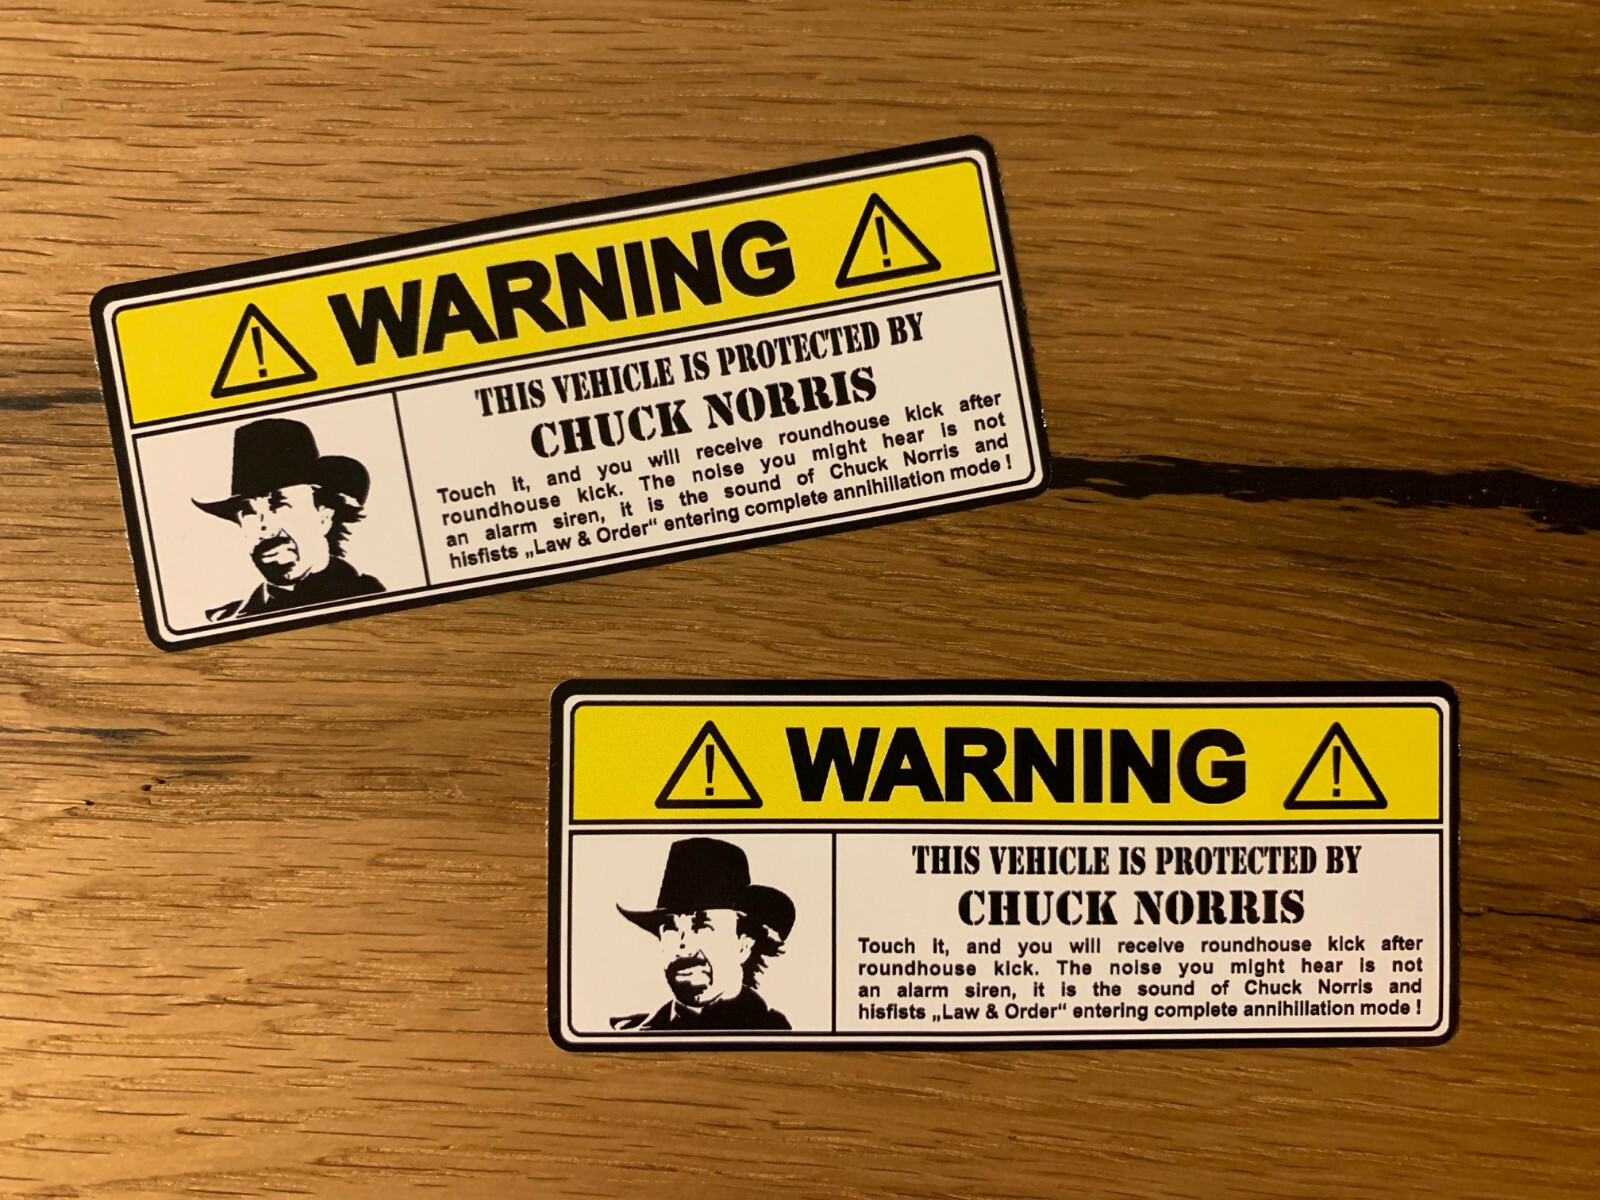 WARNING
THIS VEHICLE IS PROTECTED BY
CHUCK NORRIS
Touch it, and you will receive roundhouse kick after
roundhouse kick. The noise you might hear is not
an alarm siren, it is the sound of Chuck Norris and
hisfists „Law & Order“ entering complete annihillation mode !
WARNING
THIS VEHICLE IS PROTECTED BY
CHUCK NORRIS
Touch it, and you will receive roundhouse kick after
roundhouse kick. The noise you might hear is not
an alarm siren, it is the sound of Chuck Norris and
hisfists „Law & Order“ entering complete annihillation mode !